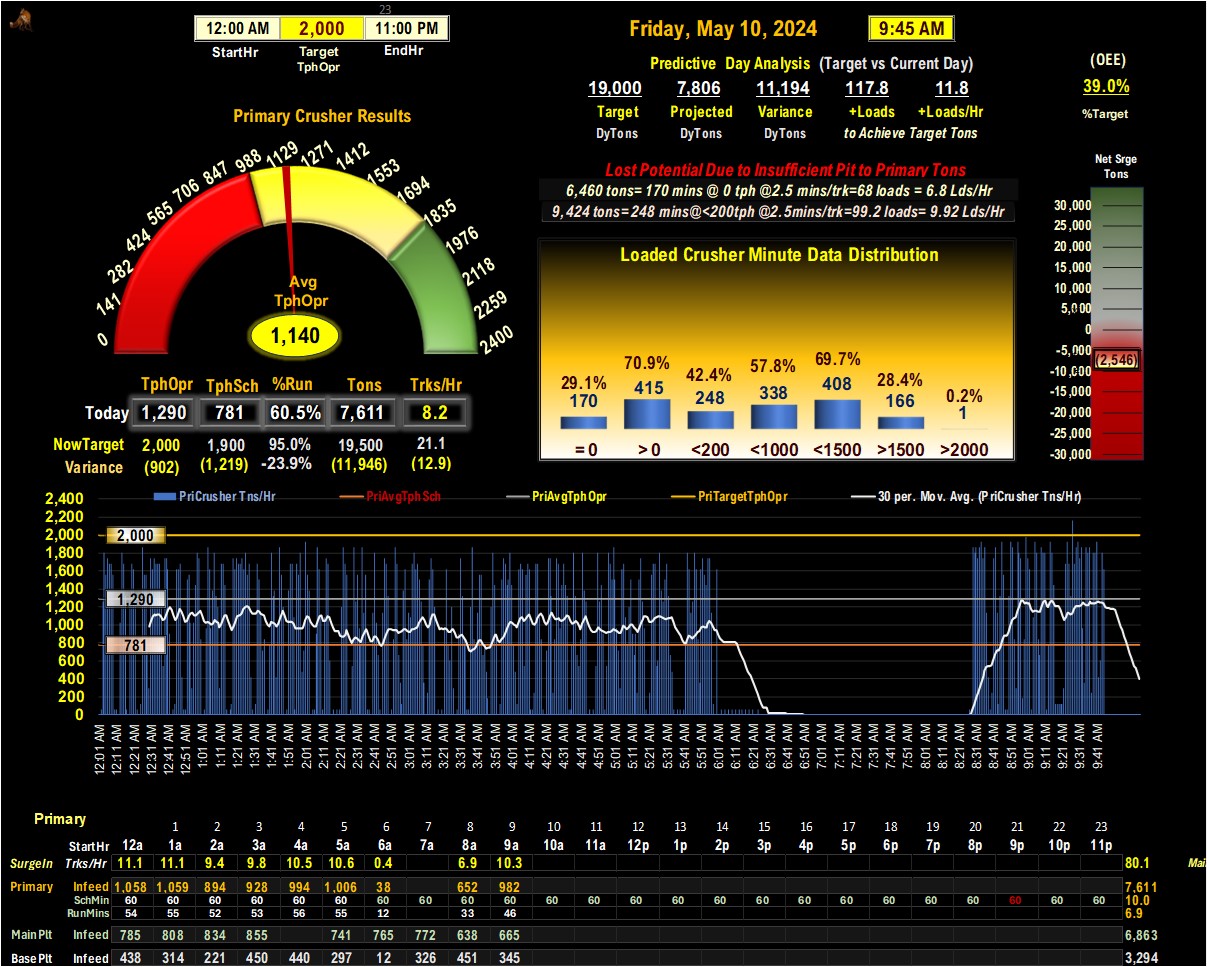 23
12:00 AM 2,000 11:00 PM
StartHr Target TphOpr EndHr
Friday, May 10, 2024 9:45 AM
Predictive Day Analysis (Target vs Current Day)
19,000 7,806 11,194 117.8 11.8
Target Projected Variance +Loads +Loads/Hr
DyTons DyTons DyTons to Achieve Target Tons
(OEE)
39.0%
%Target
Primary Crusher Results
0 141 282 424 565 706 847 988 1129 1271 1412 1553 1694 1835 1976 2118 2259 2400
Avg
TphOpr
1,140
Lost Potential Due to Insufficient Pit to Primary Tons
6,460 tons= 170 mins @ 0 tph @2.5 mins/trk=68 loads = 6.8 Lds/Hr
9,424 tons= 248 mins@<200tph @2.5mins/trk=99.2 loads= 9.92 Lds/Hr
Net Srge
Tons
30,000
25,000
20,000
15,000
10,000
5,000
0
-5,000
(2,546)
-10,000
-15,000
-20,000
-25,000
-30,000
Loaded Crusher Minute Data Distribution
29.1% 70.9% 42.4% 57.8% 69.7% 28.4% 0.2%
170 415 248 338 408 166 1
= 0 > 0 <200 <1000 <1500 >1500 >2000
TphOpr TphSch %Run Tons Trks/Hr
Today 1,290 781 60.5% 7,611 8.2
NowTarget 2,000 1,900 95.0% 19,500 21.1
Variance (902) (1,219) -23.9% (11,946) (12.9)
PriCrusher Tns/Hr PriAvgTphSch PriAvgTphOpr PriTargetTphOpr 30 per. Mov. Avg. (PriCrusher Tns/Hr)
2,400
2,200
2,000
1,800
1,600
1,400
1,200
1,000
800
600
400
200
0
2,000
1,290
781
12:01 AM 12:11 AM 12:31 AM 12:41 AM 12:51 AM 1:01 AM 1:11 AM 1:21 AM 1:31 AM 1:41 AM 1:51 AM 2:01 AM 2:11 AM 2:21 AM 2:31 AM 2:41 AM 2:51 AM 3:01 AM 3:11 AM 3:21 AM 3:31 AM 3:41 AM 3:51 AM 4:01 AM 4:11 AM 4:21 AM 4:31 AM 4:41 AM 4:51 AM 5:01 AM 5:11 AM 5:21 AM 5:31 AM 5:41 AM 5:51 AM 6:01 AM 6:11 AM 6:31 AM 6:41 AM 6:51 AM 7:01 AM 7:11 AM 7:21 AM 7:31 AM 7:41 AM 7:51 AM 8:01 AM 8:11 AM 8:21 AM 8:31 AM 8:41 AM 8:51 AM 9:01 AM 9:11 AM 9:21 AM 9:31 AM 9:41 AM
Primary
1 2 3 4 5 6 7 8 9 10 11 12 13 14 15 16 17 18 19 20 21 22 23
StartHr 12a 1a 2a 3a 4a 5a 6a 7a 8a 9a 10a 11a 12p 1p 2p 3p 4p 5p 6p 7p 8p 9p 10p 11p
SurgeIn Trks/Hr 11.1 11.1 9.4 9.8 10.5 10.6 0.4 6.9 10.3 80.1
Primary Infeed 1,058 1,059 894 928 994 1,006 38 652 982 7,611
SchMin 60 60 60 60 60 60 60 60 60 60 60 60 60 60 60 60 60 60 60 60 60 60 60 60 10.0
RunMins 54 55 52 53 56 55 12 33 46 6.9
Main Plt Infeed 785 808 834 855 741 765 772 638 665 6,863
Base Plt Infeed 438 314 221 450 440 297 12 326 451 345 3,294